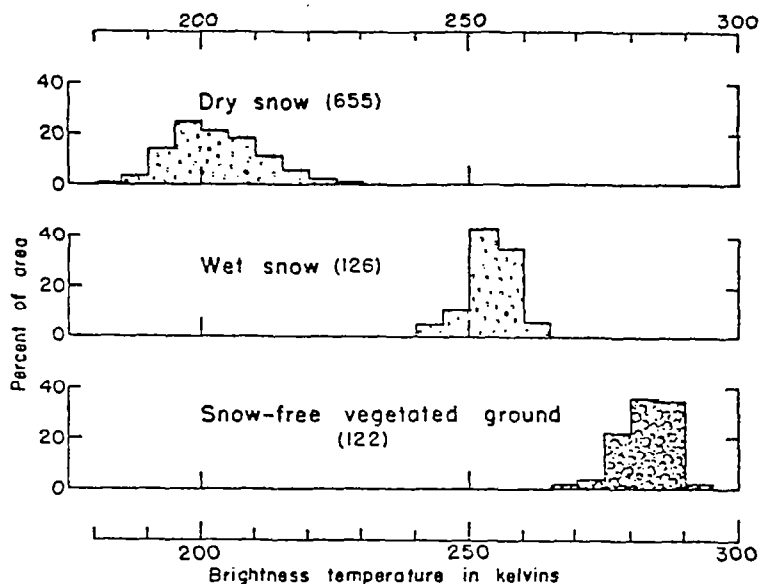 200 250 300
40
20
0
Dry snow (655)
40
20
0
Wet snow (126)
40
20
0
Snow-free vegetated ground
(122)
Percent of area
200 250 300
Brightness temperature in kelvins